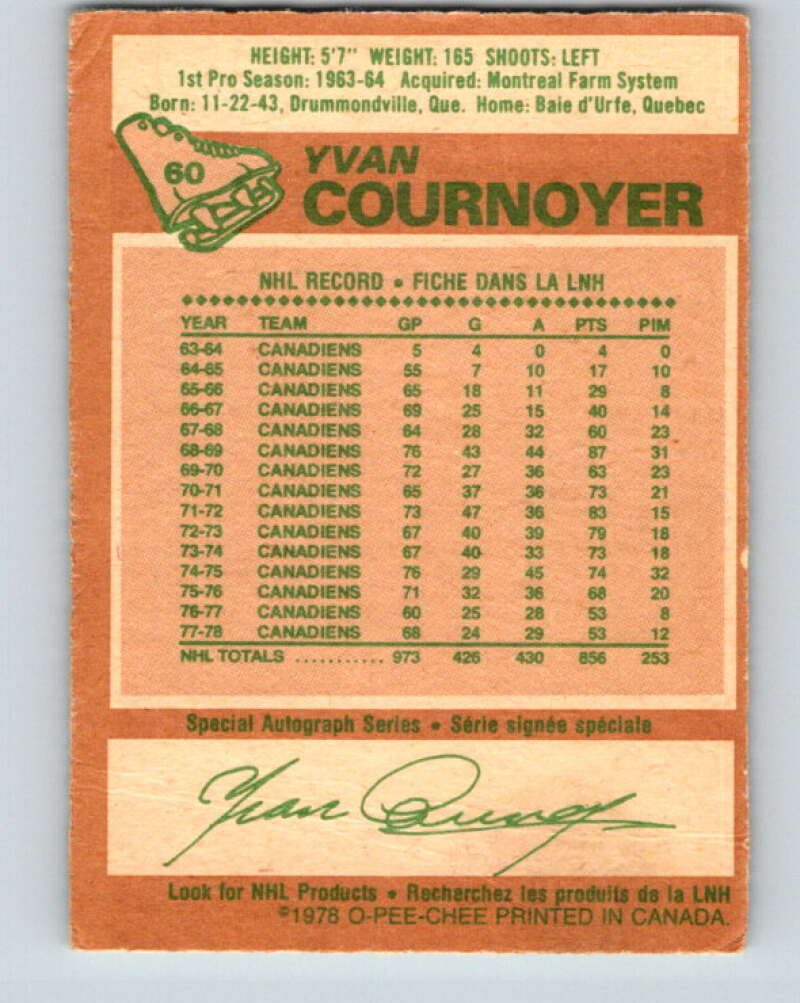 HEIGHT: 5'7" WEIGHT: 165 SHOOTS: LEFT
1st Pro Season: 1963-64 Acquired: Montreal Farm System
Born: 11-22-43, Drummondville, Que. Home: Baie d'Urfe, Quebec
60
YVAN
COURNOYER
NHL RECORD • FICHE DANS LA LNH
YEAR TEAM GP G A PTS PIM
63-64 CANADIENS 5 4 0 4 0
64-65 CANADIENS 55 7 10 17 10
65-66 CANADIENS 65 18 11 29 8
66-67 CANADIENS 69 25 15 40 14
67-68 CANADIENS 64 28 32 60 23
68-69 CANADIENS 76 43 44 87 31
69-70 CANADIENS 72 27 36 63 23
70-71 CANADIENS 65 37 36 73 21
71-72 CANADIENS 73 47 36 83 15
72-73 CANADIENS 67 40 39 79 18
73-74 CANADIENS 67 40 33 73 18
74-75 CANADIENS 76 29 45 74 32
75-76 CANADIENS 71 32 36 68 20
76-77 CANADIENS 60 25 28 53 8
77-78 CANADIENS 68 24 29 53 12
NHL TOTALS ........... 973 426 430 856 253
Special Autograph Series • Série signée spéciale
Yvan Cournoyer
Look for NHL Products • Recherchez les produits de la LNH
©1978 O-PEE-CHEE PRINTED IN CANADA.